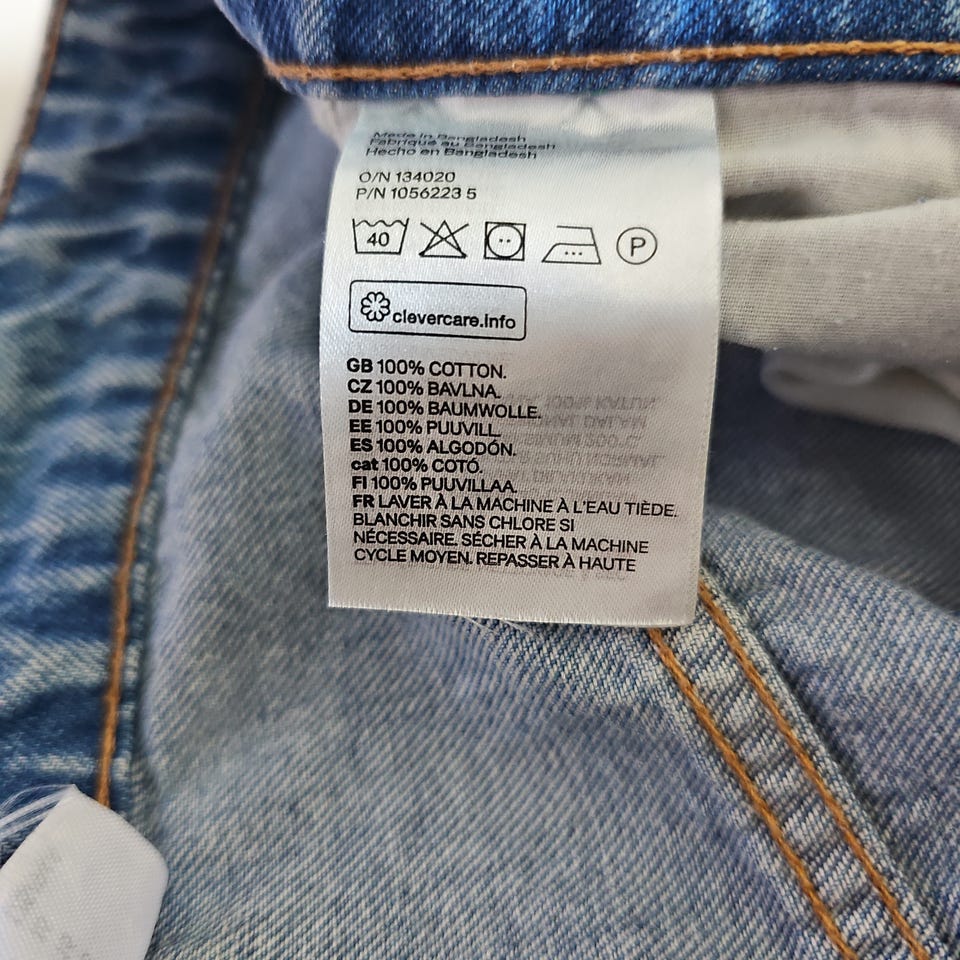 Made in Bangladesh
Fabriqué au Bangladesh
Hecho en Bangladesh
O/N 134020
P/N 1056223 5
40
P
clevercare.info
GB 100% COTTON.
CZ 100% BAVLNA.
DE 100% BAUMWOLLE.
EE 100% PUUVILL.
ES 100% ALGODÓN.
cat 100% COTÓ.
FI 100% PUUVILLAA.
FR LAVER À LA MACHINE À L'EAU TIÈDE.
BLANCHIR SANS CHLORE SI
NÉCESSAIRE. SÉCHER À LA MACHINE
CYCLE MOYEN. REPASSER À HAUTE